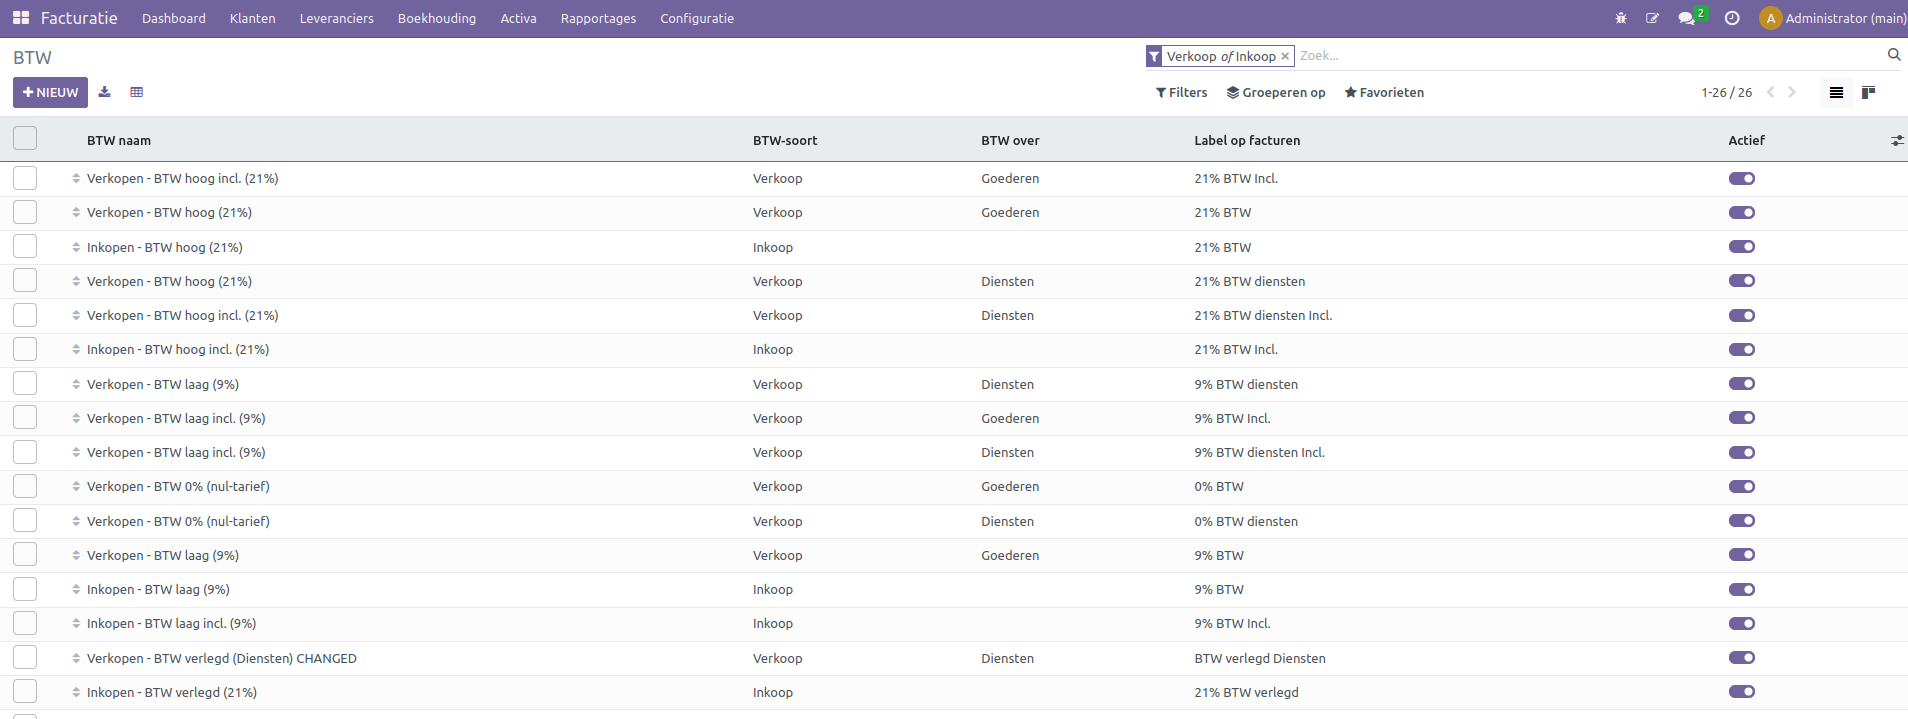 Facturatie Dashboard Klanten Leveranciers Boekhouding Activa Rapportages Configuratie 2 A Administrator (main)
BTW Verkoop of Inkoop × Zoek...
+ NIEUW Filters Groeperen op Favorieten 1-26 / 26
BTW naam BTW-soort BTW over Label op facturen Actief
Verkopen - BTW hoog incl. (21%) Verkoop Goederen 21% BTW Incl.
Verkopen - BTW hoog (21%) Verkoop Goederen 21% BTW
Inkopen - BTW hoog (21%) Inkoop 21% BTW
Verkopen - BTW hoog (21%) Verkoop Diensten 21% BTW diensten
Verkopen - BTW hoog incl. (21%) Verkoop Diensten 21% BTW diensten Incl.
Inkopen - BTW hoog incl. (21%) Inkoop 21% BTW Incl.
Verkopen - BTW laag (9%) Verkoop Diensten 9% BTW diensten
Verkopen - BTW laag incl. (9%) Verkoop Goederen 9% BTW Incl.
Verkopen - BTW laag incl. (9%) Verkoop Diensten 9% BTW diensten Incl.
Verkopen - BTW 0% (nul-tarief) Verkoop Goederen 0% BTW
Verkopen - BTW 0% (nul-tarief) Verkoop Diensten 0% BTW diensten
Verkopen - BTW laag (9%) Verkoop Goederen 9% BTW
Inkopen - BTW laag (9%) Inkoop 9% BTW
Inkopen - BTW laag incl. (9%) Inkoop 9% BTW Incl.
Verkopen - BTW verlegd (Diensten) CHANGED Verkoop Diensten BTW verlegd Diensten
Inkopen - BTW verlegd (21%) Inkoop 21% BTW verlegd